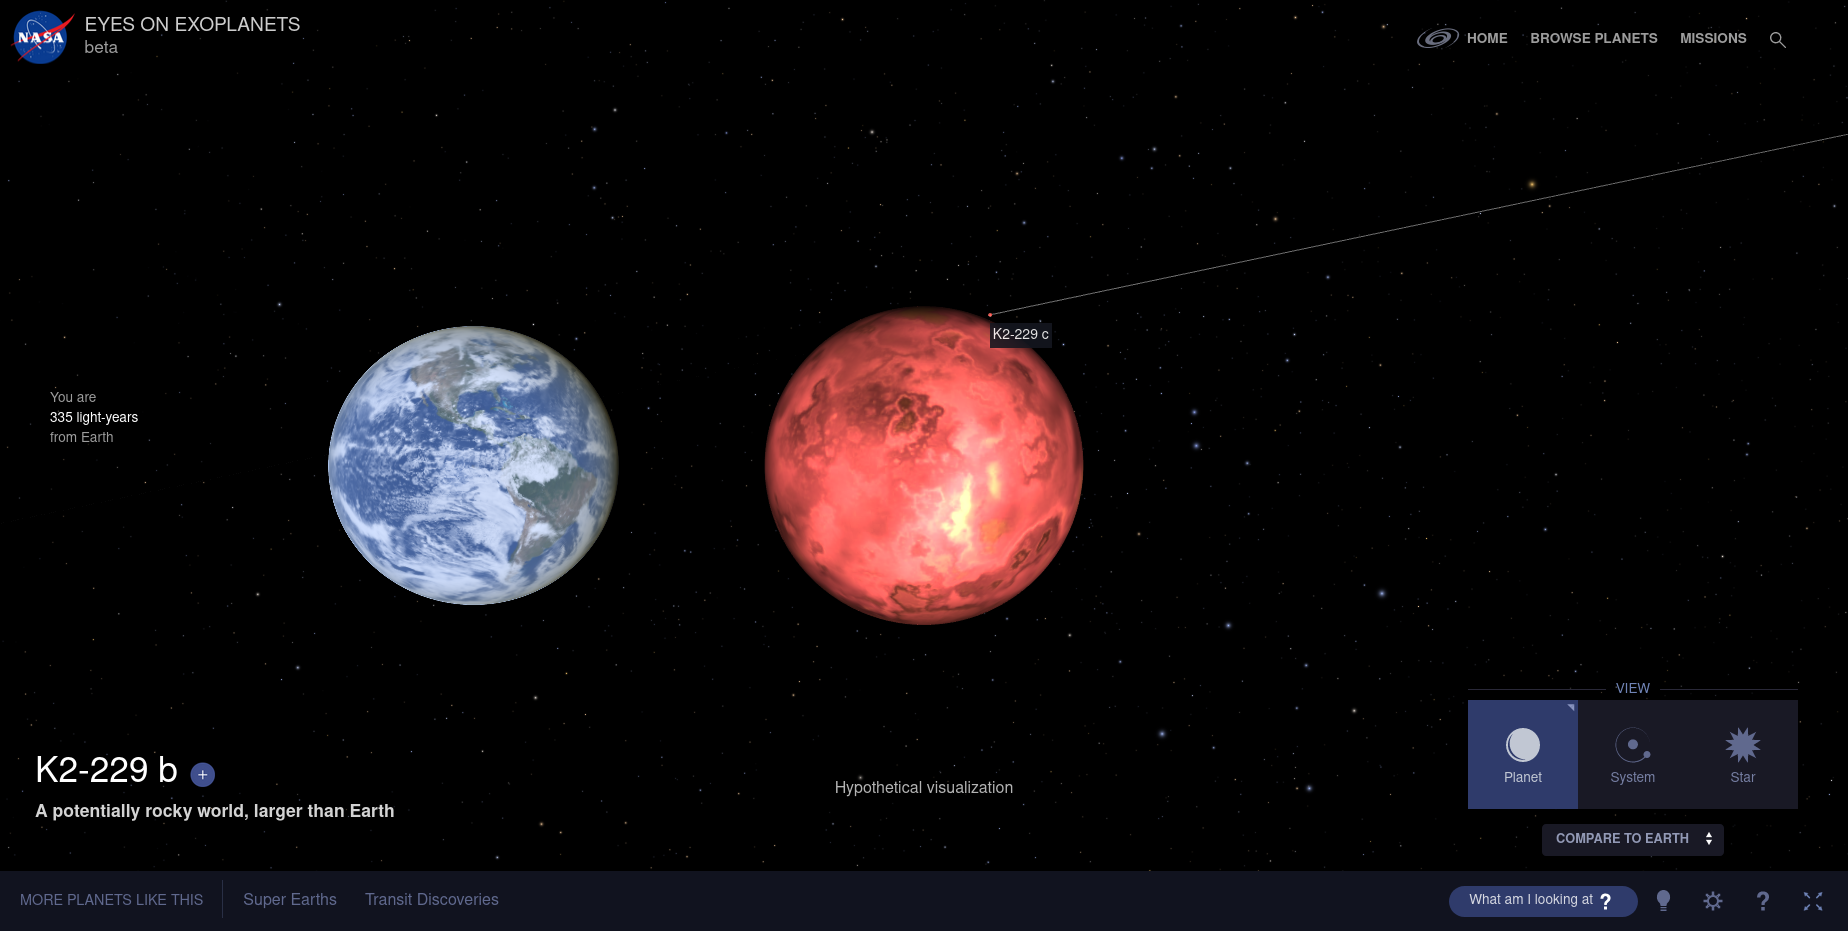 NASA
EYES ON EXOPLANETS
beta
HOME
BROWSE PLANETS
MISSIONS
K2-229 c
You are
335 light-years
from Earth
K2-229 b +
A potentially rocky world, larger than Earth
Hypothetical visualization
VIEW
Planet
System
Star
COMPARE TO EARTH
MORE PLANETS LIKE THIS
Super Earths
Transit Discoveries
What am I looking at ?
?